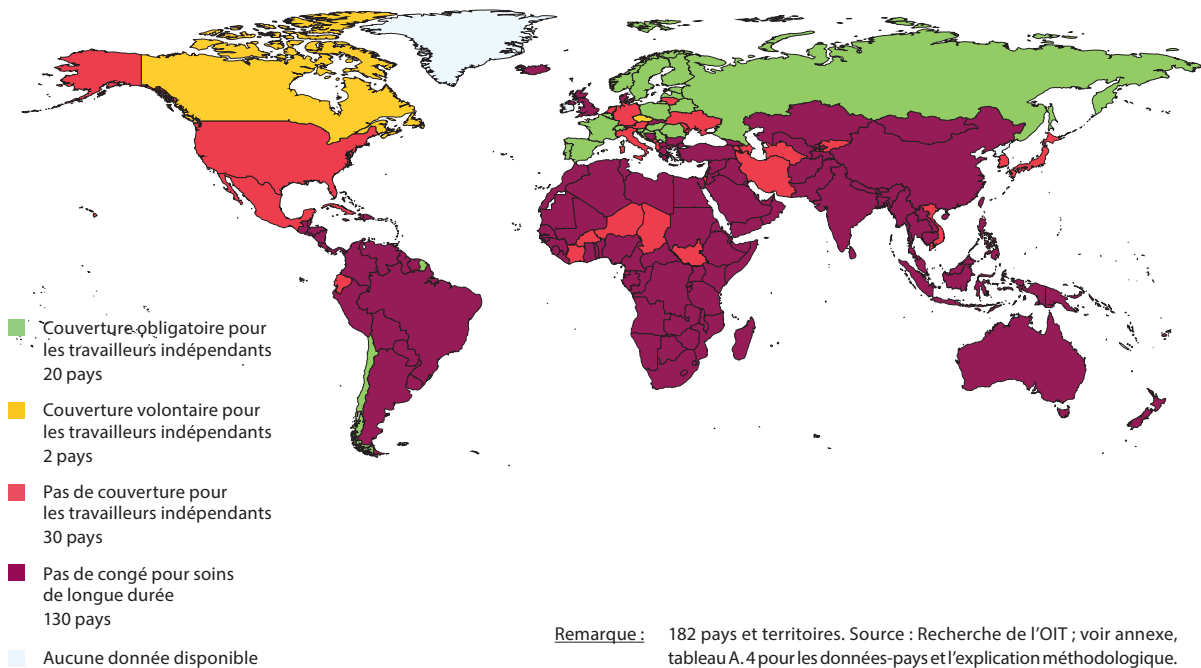 Couverture obligatoire pour
les travailleurs indépendants
20 pays
Couverture volontaire pour
les travailleurs indépendants
2 pays
Pas de couverture pour
les travailleurs indépendants
30 pays
Pas de congé pour soins
de longue durée
130 pays
Aucune donnée disponible
Remarque : 182 pays et territoires. Source : Recherche de l'OIT ; voir annexe,
tableau A. 4 pour les données-pays et l'explication méthodologique.